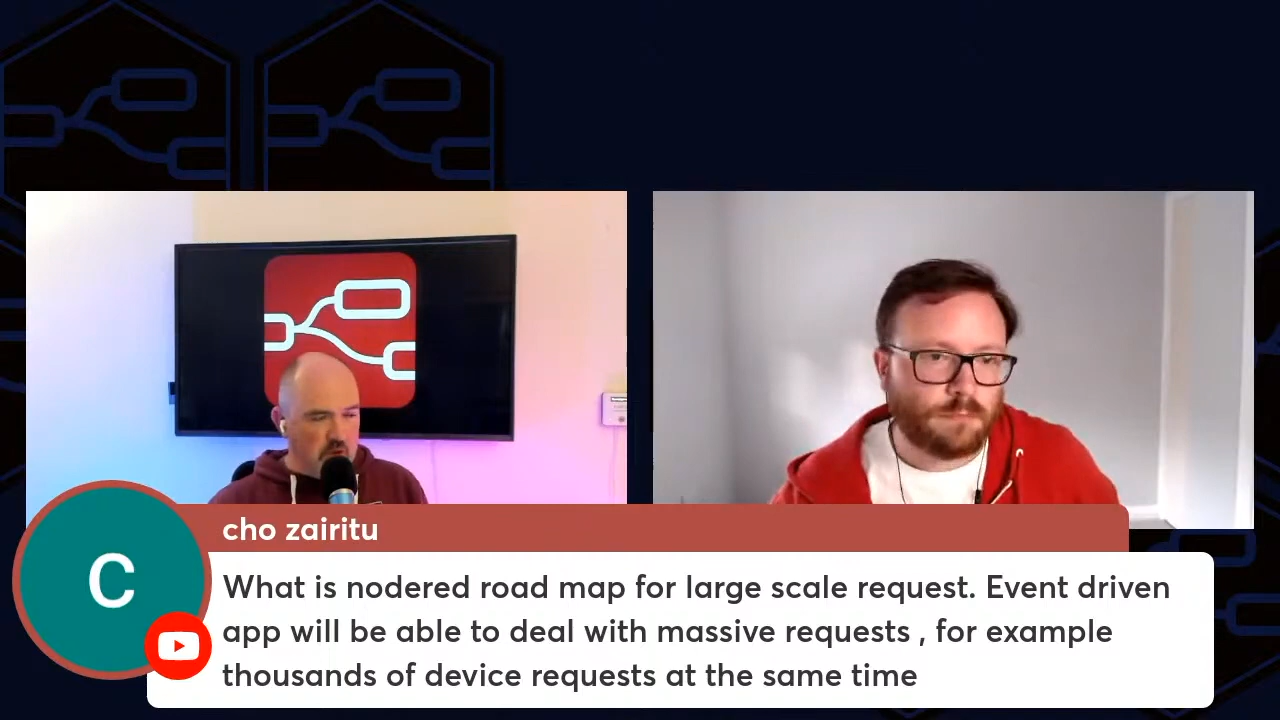 cho zairitu
C
What is nodered road map for large scale request. Event driven
app will be able to deal with massive requests , for example
thousands of device requests at the same time